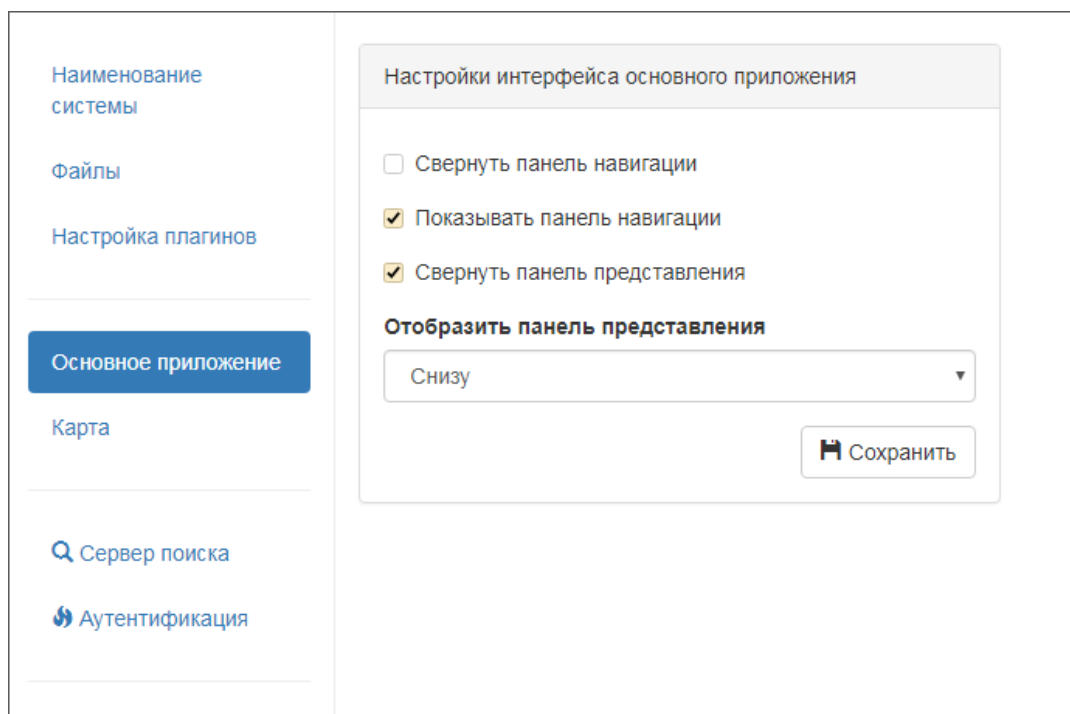 Наименование
системы
Файлы
Настройка плагинов
Основное приложение
Карта
Сервер поиска
Аутентификация
Настройки интерфейса основного приложения
Свернуть панель навигации
Показывать панель навигации
Свернуть панель представления
Отобразить панель представления
Снизу
Сохранить